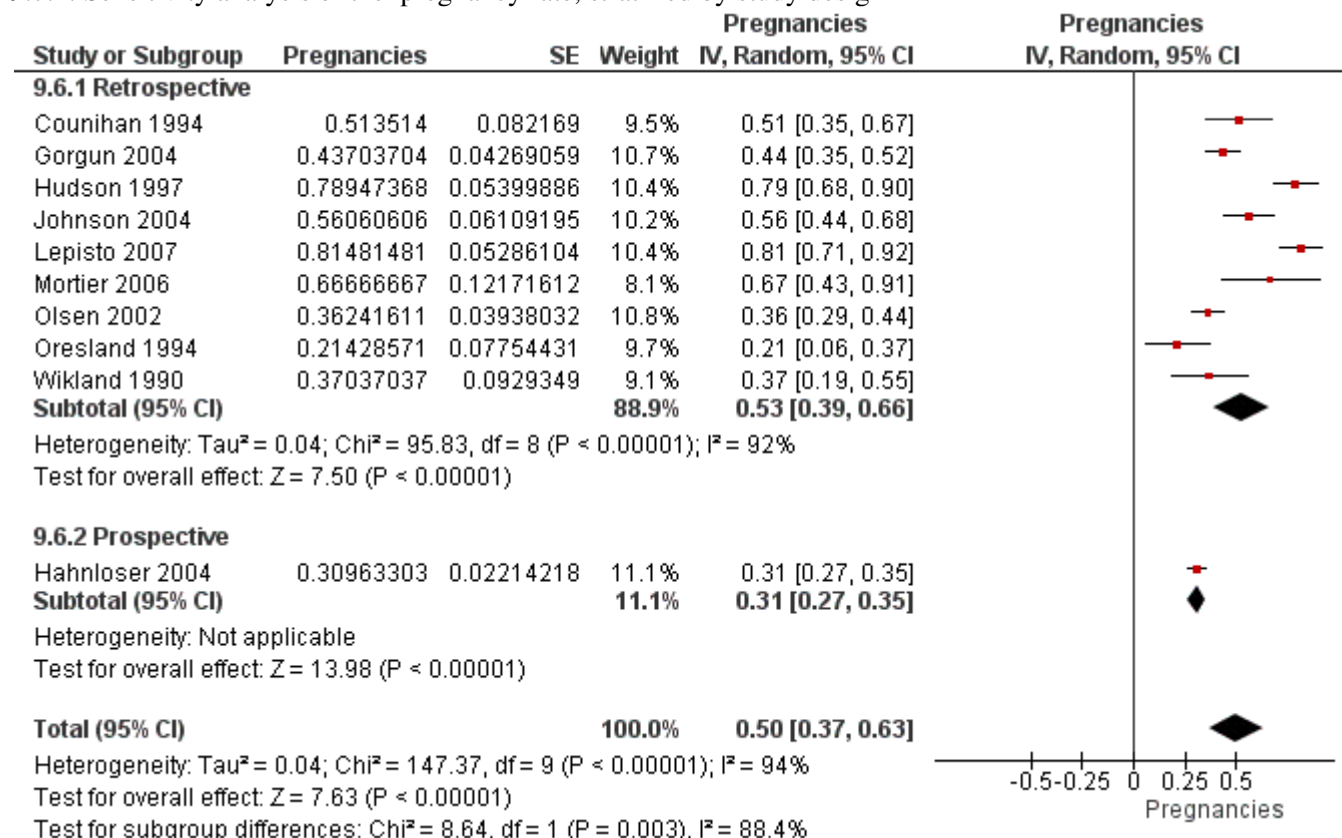 Sensitivity analysis of the pregnancy rate, stratified by study design
Pregnancies Pregnancies
Study or Subgroup Pregnancies SE Weight IV, Random, 95% CI IV, Random, 95% CI
9.6.1 Retrospective
Counihan 1994 0.513514 0.082169 9.5% 0.51 [0.35, 0.67]
Gorgun 2004 0.43703704 0.04269059 10.7% 0.44 [0.35, 0.52]
Hudson 1997 0.78947368 0.05399886 10.4% 0.79 [0.68, 0.90]
Johnson 2004 0.56060606 0.06109195 10.2% 0.56 [0.44, 0.68]
Lepisto 2007 0.81481481 0.05286104 10.4% 0.81 [0.71, 0.92]
Mortier 2006 0.66666667 0.12171612 8.1% 0.67 [0.43, 0.91]
Olsen 2002 0.36241611 0.03938032 10.8% 0.36 [0.29, 0.44]
Oresland 1994 0.21428571 0.07754431 9.7% 0.21 [0.06, 0.37]
Wikland 1990 0.37037037 0.0929349 9.1% 0.37 [0.19, 0.55]
Subtotal (95% CI) 88.9% 0.53 [0.39, 0.66]
Heterogeneity: Tau² = 0.04; Chi² = 95.83, df = 8 (P < 0.00001); I² = 92%
Test for overall effect: Z = 7.50 (P < 0.00001)
9.6.2 Prospective
Hahnloser 2004 0.30963303 0.02214218 11.1% 0.31 [0.27, 0.35]
Subtotal (95% CI) 11.1% 0.31 [0.27, 0.35]
Heterogeneity: Not applicable
Test for overall effect: Z = 13.98 (P < 0.00001)
Total (95% CI) 100.0% 0.50 [0.37, 0.63]
Heterogeneity: Tau² = 0.04; Chi² = 147.37, df = 9 (P < 0.00001); I² = 94%
Test for overall effect: Z = 7.63 (P < 0.00001)
Test for subgroup differences: Chi² = 8.64, df = 1 (P = 0.003), I² = 88.4%
-0.5 -0.25 0 0.25 0.5
Pregnancies